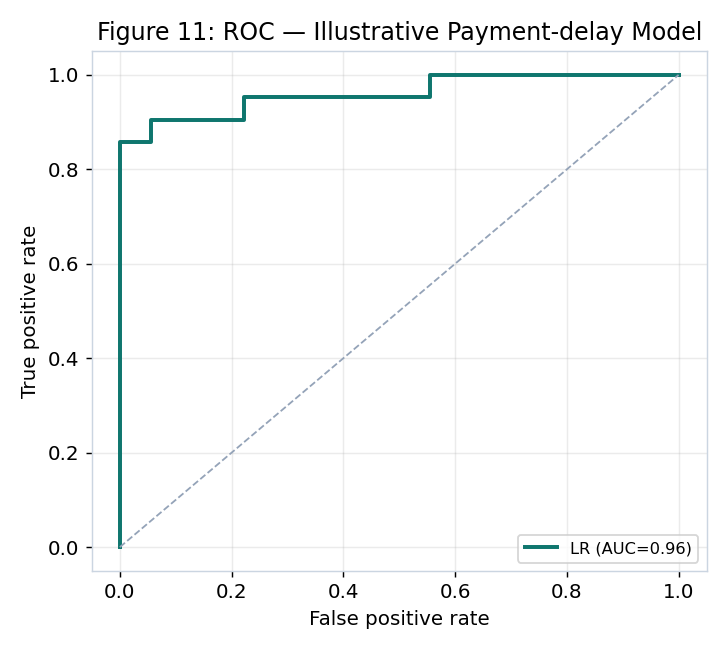 Figure 11: ROC — Illustrative Payment-delay Model
1.0
0.8
0.6
0.4
0.2
0.0
True positive rate
LR (AUC=0.96)
0.0 0.2 0.4 0.6 0.8 1.0
False positive rate